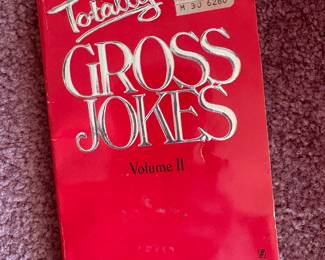 Totally
GROSS
JOKES
Volume II